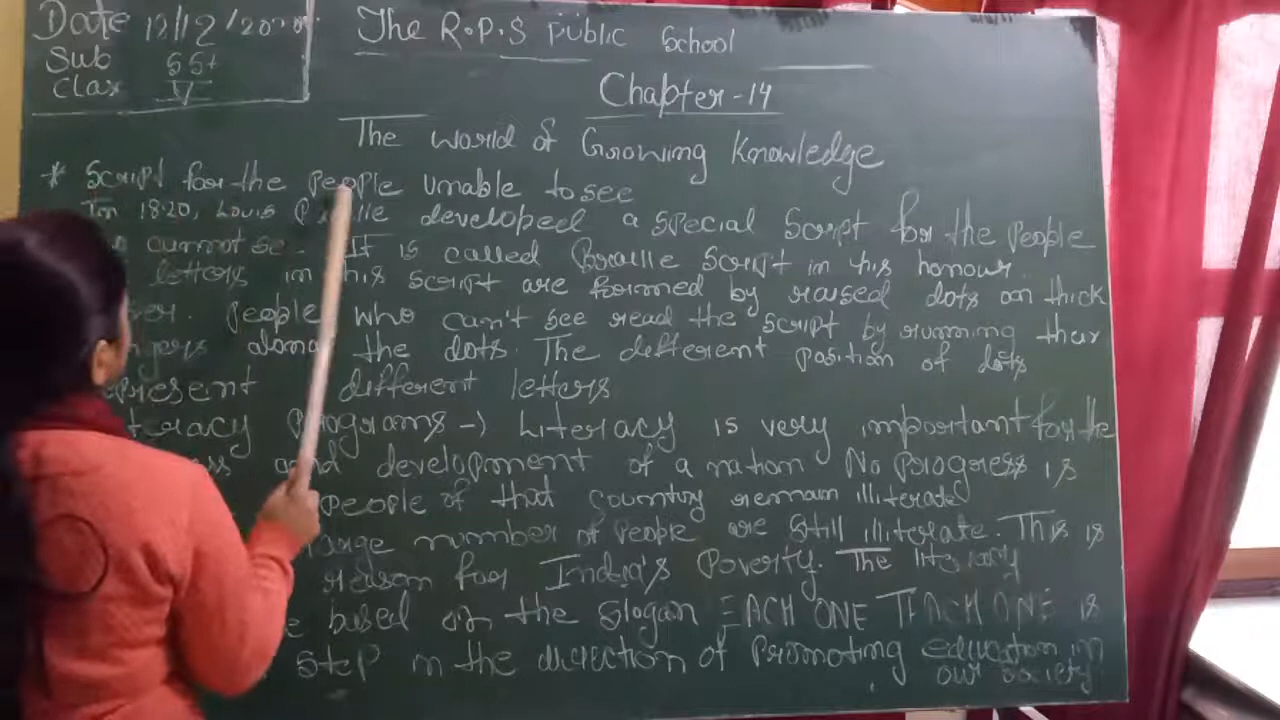 Date 12/12/2020
Sub SSt
Class V
The R.P.S Public School
Chapter-14
The World of Growing Knowledge
* Script for the People Unable to see
In 1820, Louis developed a special Script for the People
cannot se It is called Braille Script in his honour
letters in his script are formed by raised dots on thick
People who can't see read the script by running their
along the dots. The different position of dots
different letters
Programs → Literacy is very important for the
and development of a nation No Progress is
people of that country remain illiterate
large number of People are still illiterate. This is
reason for India's Poverty. The literacy
based on the slogan EACH ONE TEACH ONE is
step in the direction of Promoting education in
our society